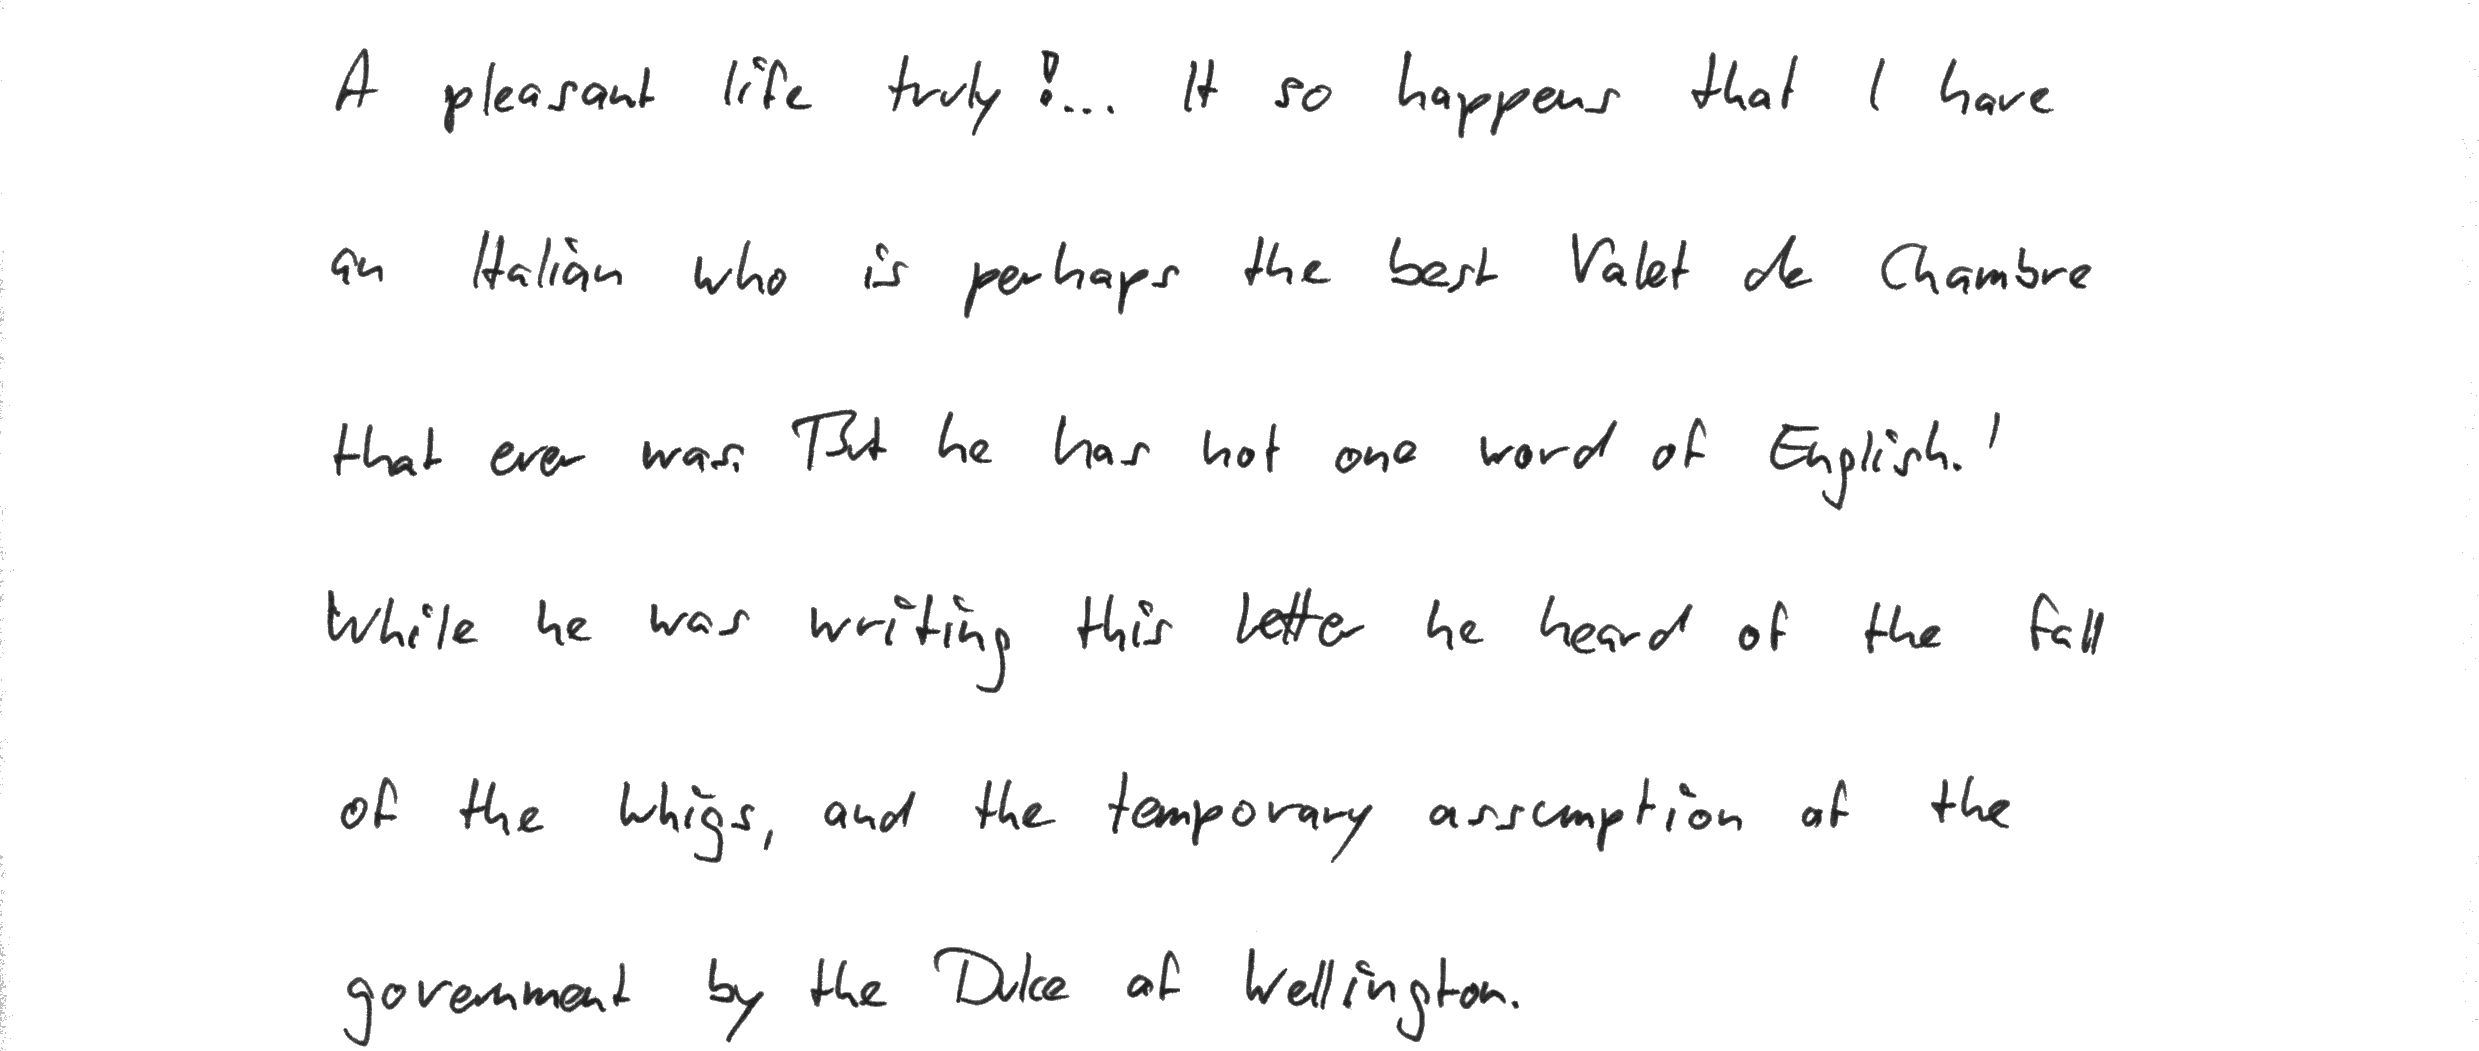 A pleasant life truly!... It so happens that I have
an Italian who is perhaps the best Valet de Chambre
that ever was. But he has not one word of English.'
While he was writing this letter he heard of the fall
of the Whigs, and the temporary assumption of the
government by the Duke of Wellington.